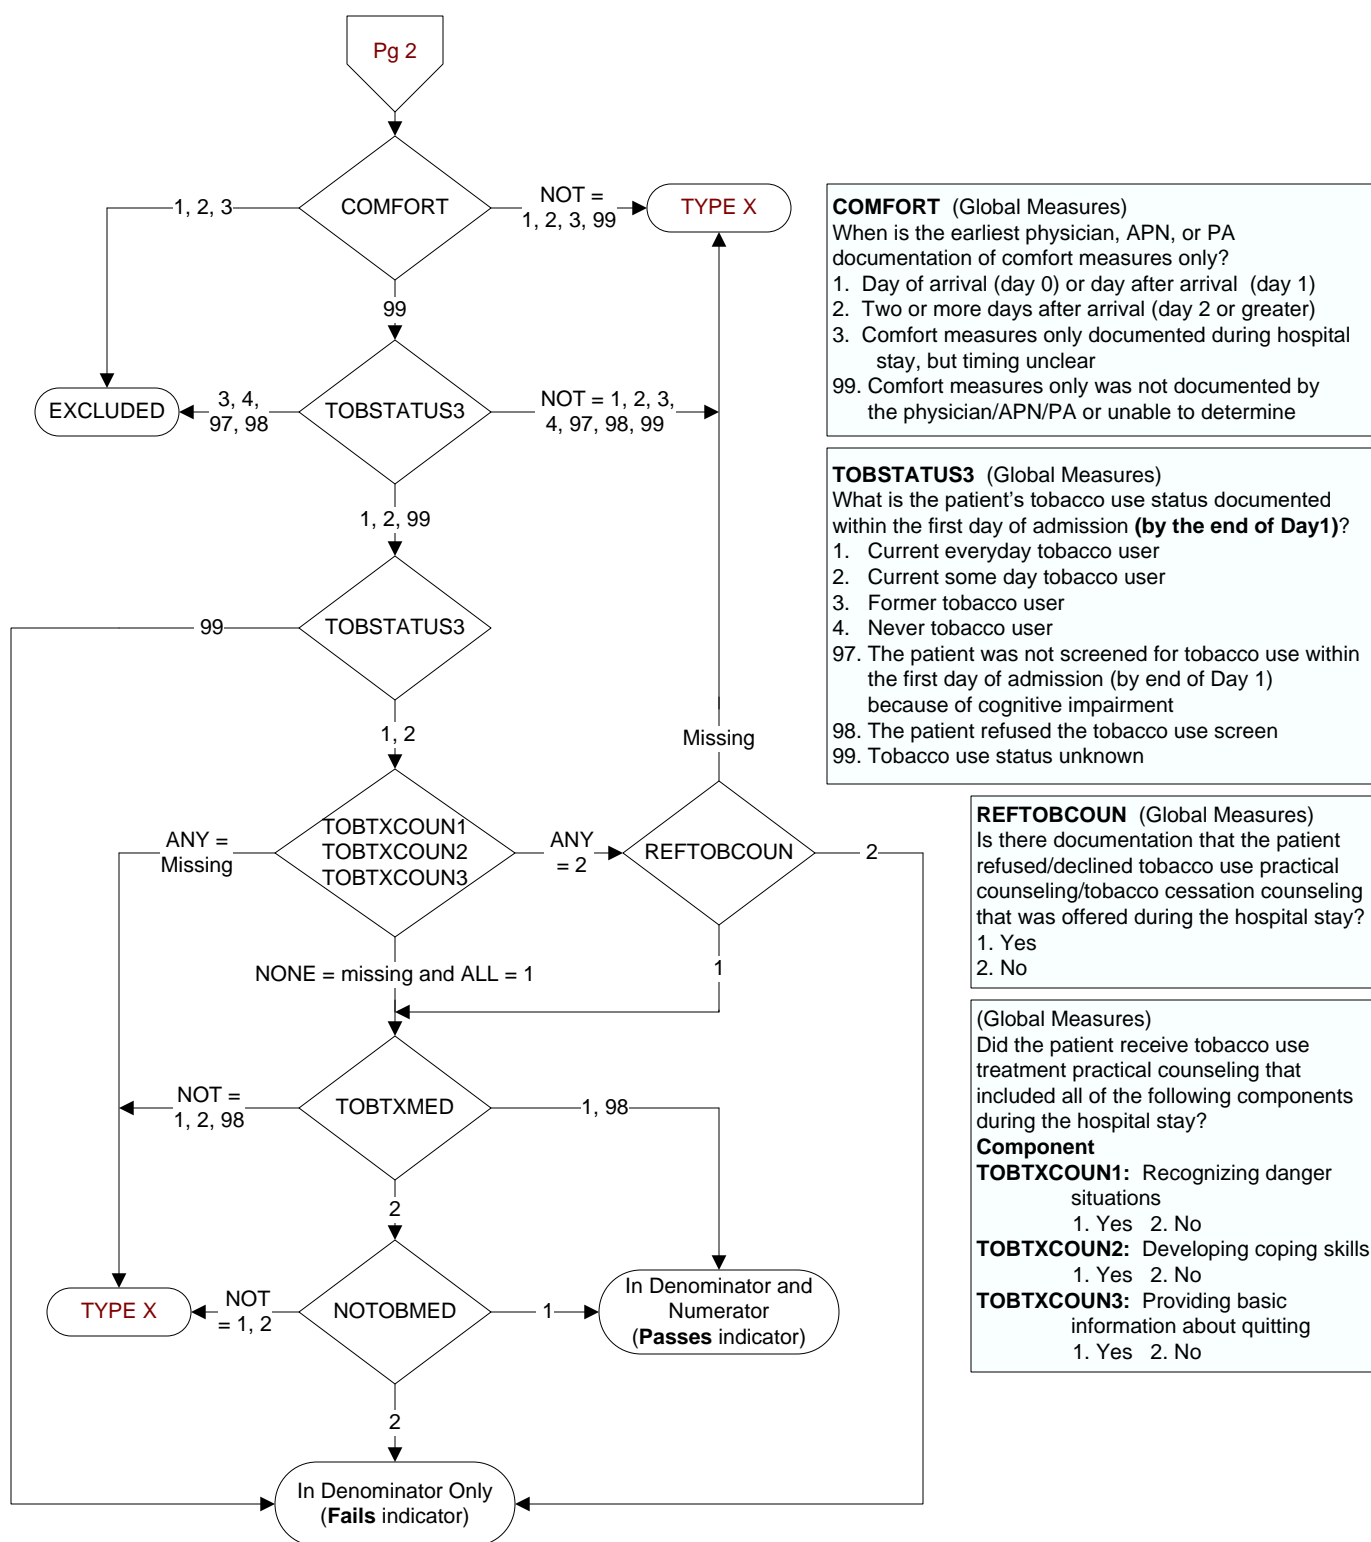 Pg 2
COMFORT
1, 2, 3
NOT =
1, 2, 3, 99
TYPE X
99
EXCLUDED
3, 4,
97, 98
TOBSTATUS3
NOT = 1, 2, 3,
4, 97, 98, 99
1, 2, 99
99
TOBSTATUS3
1, 2
Missing
ANY =
Missing
TOBTXCOUN1
TOBTXCOUN2
TOBTXCOUN3
ANY
= 2
REFTOBCOUN
2
NONE = missing and ALL = 1
1
NOT =
1, 2, 98
TOBTXMED
1, 98
2
TYPE X
NOT
= 1, 2
NOTOBMED
1
In Denominator and
Numerator
(Passes indicator)
2
In Denominator Only
(Fails indicator)
COMFORT (Global Measures)
When is the earliest physician, APN, or PA
documentation of comfort measures only?
1. Day of arrival (day 0) or day after arrival (day 1)
2. Two or more days after arrival (day 2 or greater)
3. Comfort measures only documented during hospital
stay, but timing unclear
99. Comfort measures only was not documented by
the physician/APN/PA or unable to determine
TOBSTATUS3 (Global Measures)
What is the patient's tobacco use status documented
within the first day of admission (by the end of Day1)?
1. Current everyday tobacco user
2. Current some day tobacco user
3. Former tobacco user
4. Never tobacco user
97. The patient was not screened for tobacco use within
the first day of admission (by end of Day 1)
because of cognitive impairment
98. The patient refused the tobacco use screen
99. Tobacco use status unknown
REFTOBCOUN (Global Measures)
Is there documentation that the patient
refused/declined tobacco use practical
counseling/tobacco cessation counseling
that was offered during the hospital stay?
1. Yes
2. No
(Global Measures)
Did the patient receive tobacco use
treatment practical counseling that
included all of the following components
during the hospital stay?
Component
TOBTXCOUN1: Recognizing danger
situations
1. Yes 2. No
TOBTXCOUN2: Developing coping skills
1. Yes 2. No
TOBTXCOUN3: Providing basic
information about quitting
1. Yes 2. No